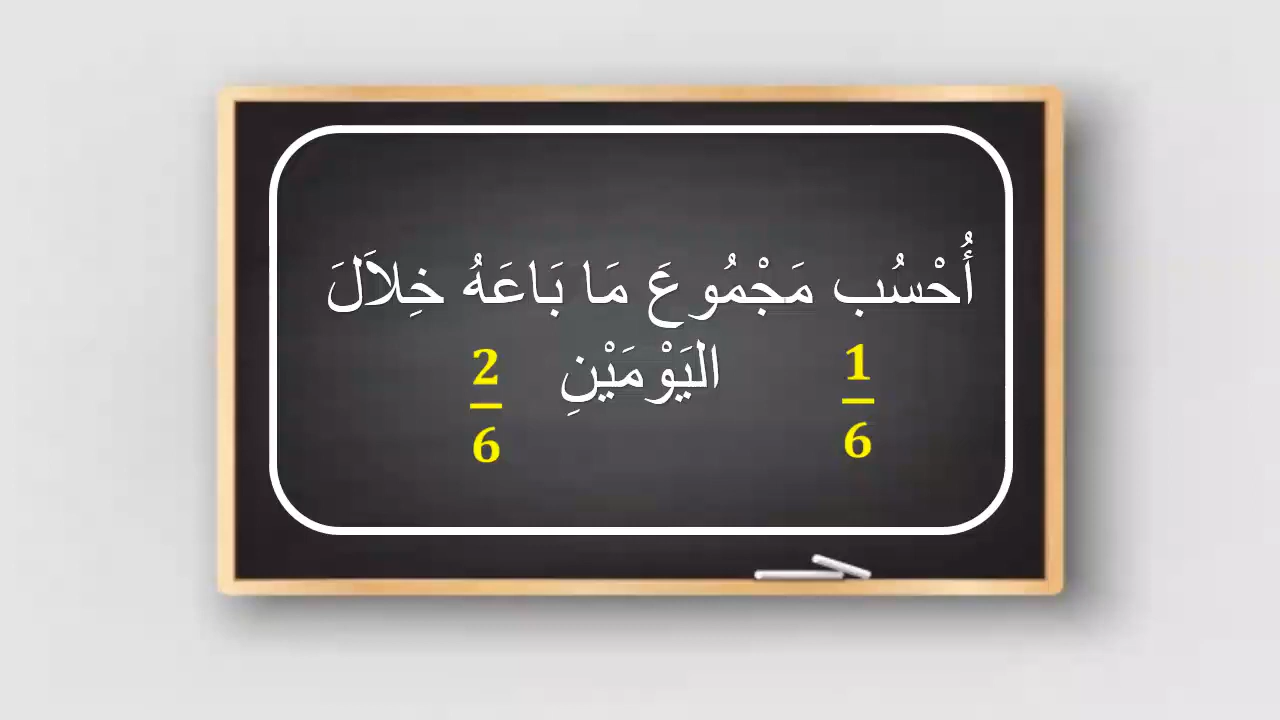 أُحْسُب مَجْمُوعَ مَا بَاعَهُ خِلاَلَ
اليَوْمَيْنِ
1/6
2/6